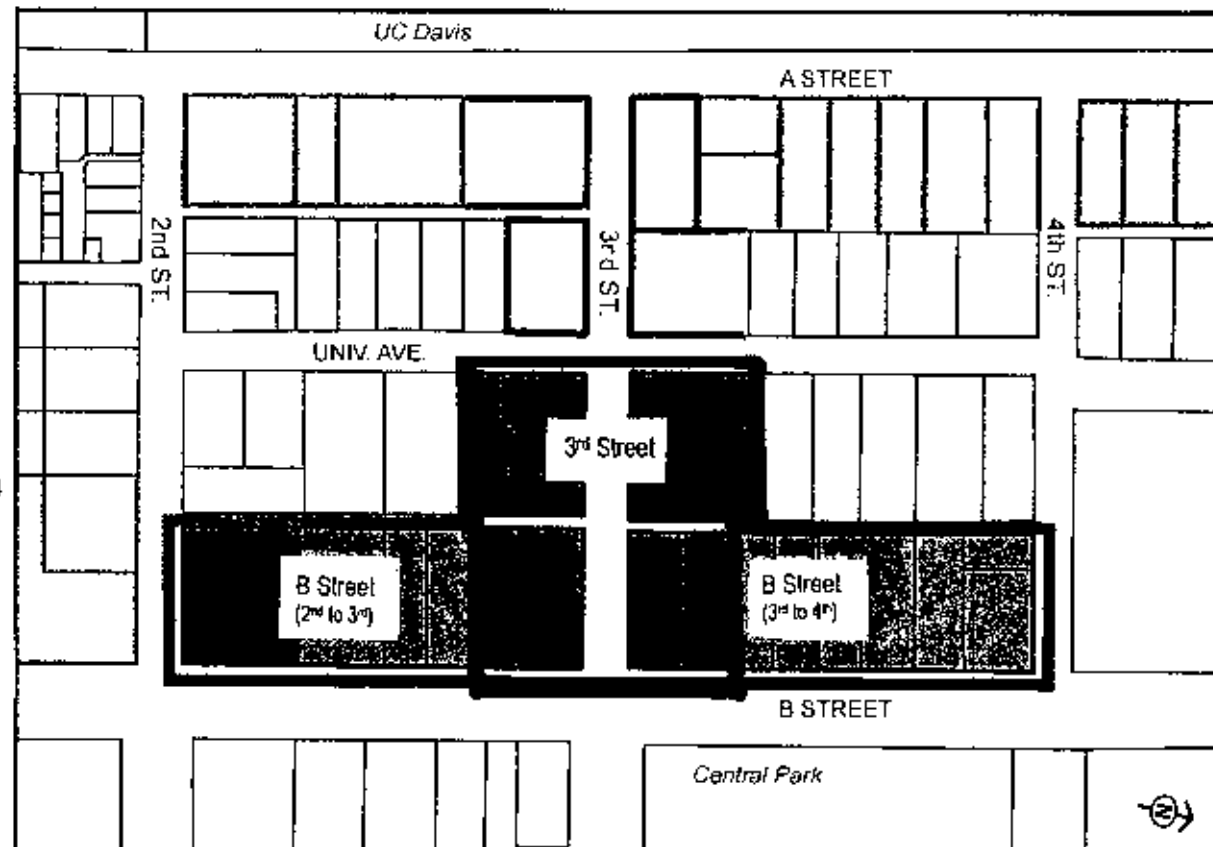 UC Davis
A STREET
2nd ST.
3rd ST.
4th ST.
UNIV. AVE.
3rd Street
B Street
(2nd to 3rd)
B Street
(3rd to 4th)
B STREET
Central Park
N